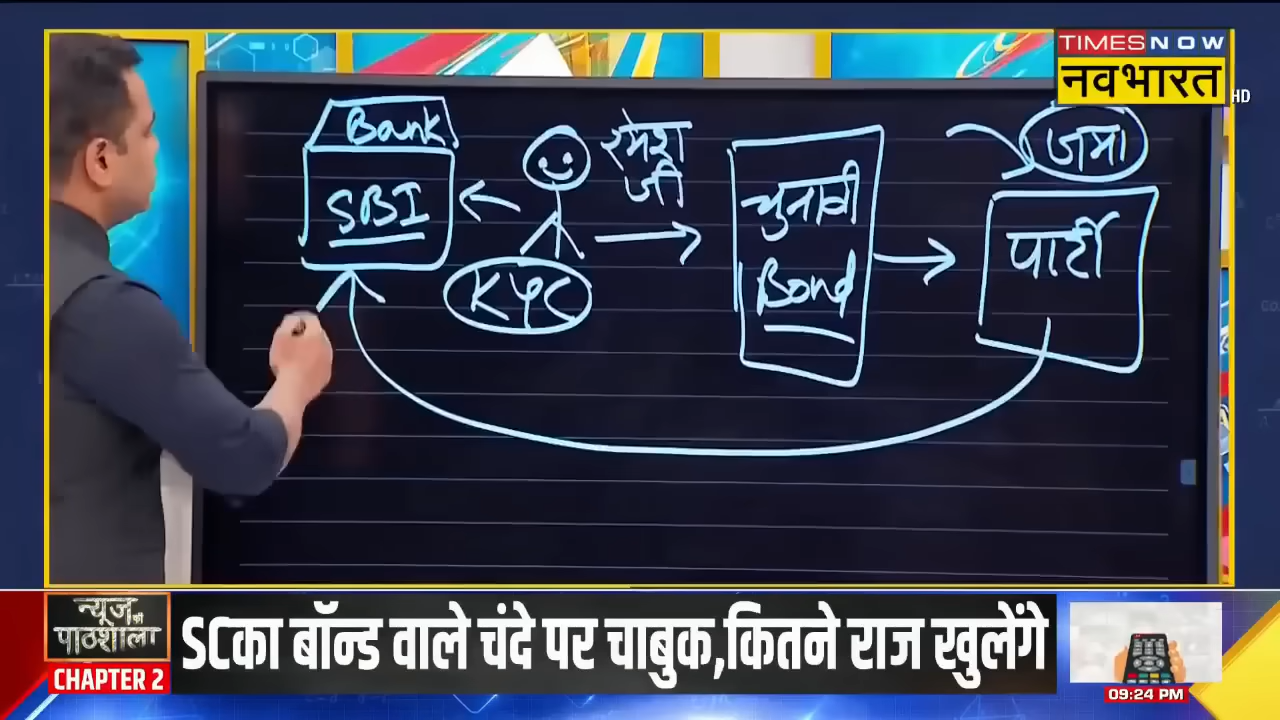 TIMES NOW
नवभारत
HD
Bank
SBI
रमेश
जी
KYC
चुनावी
Bond
जमा
पार्टी
न्यूज की
पाठशाला
CHAPTER 2
SCका बॉन्ड वाले चंदे पर चाबुक,कितने राज खुलेंगे
09:24 PM